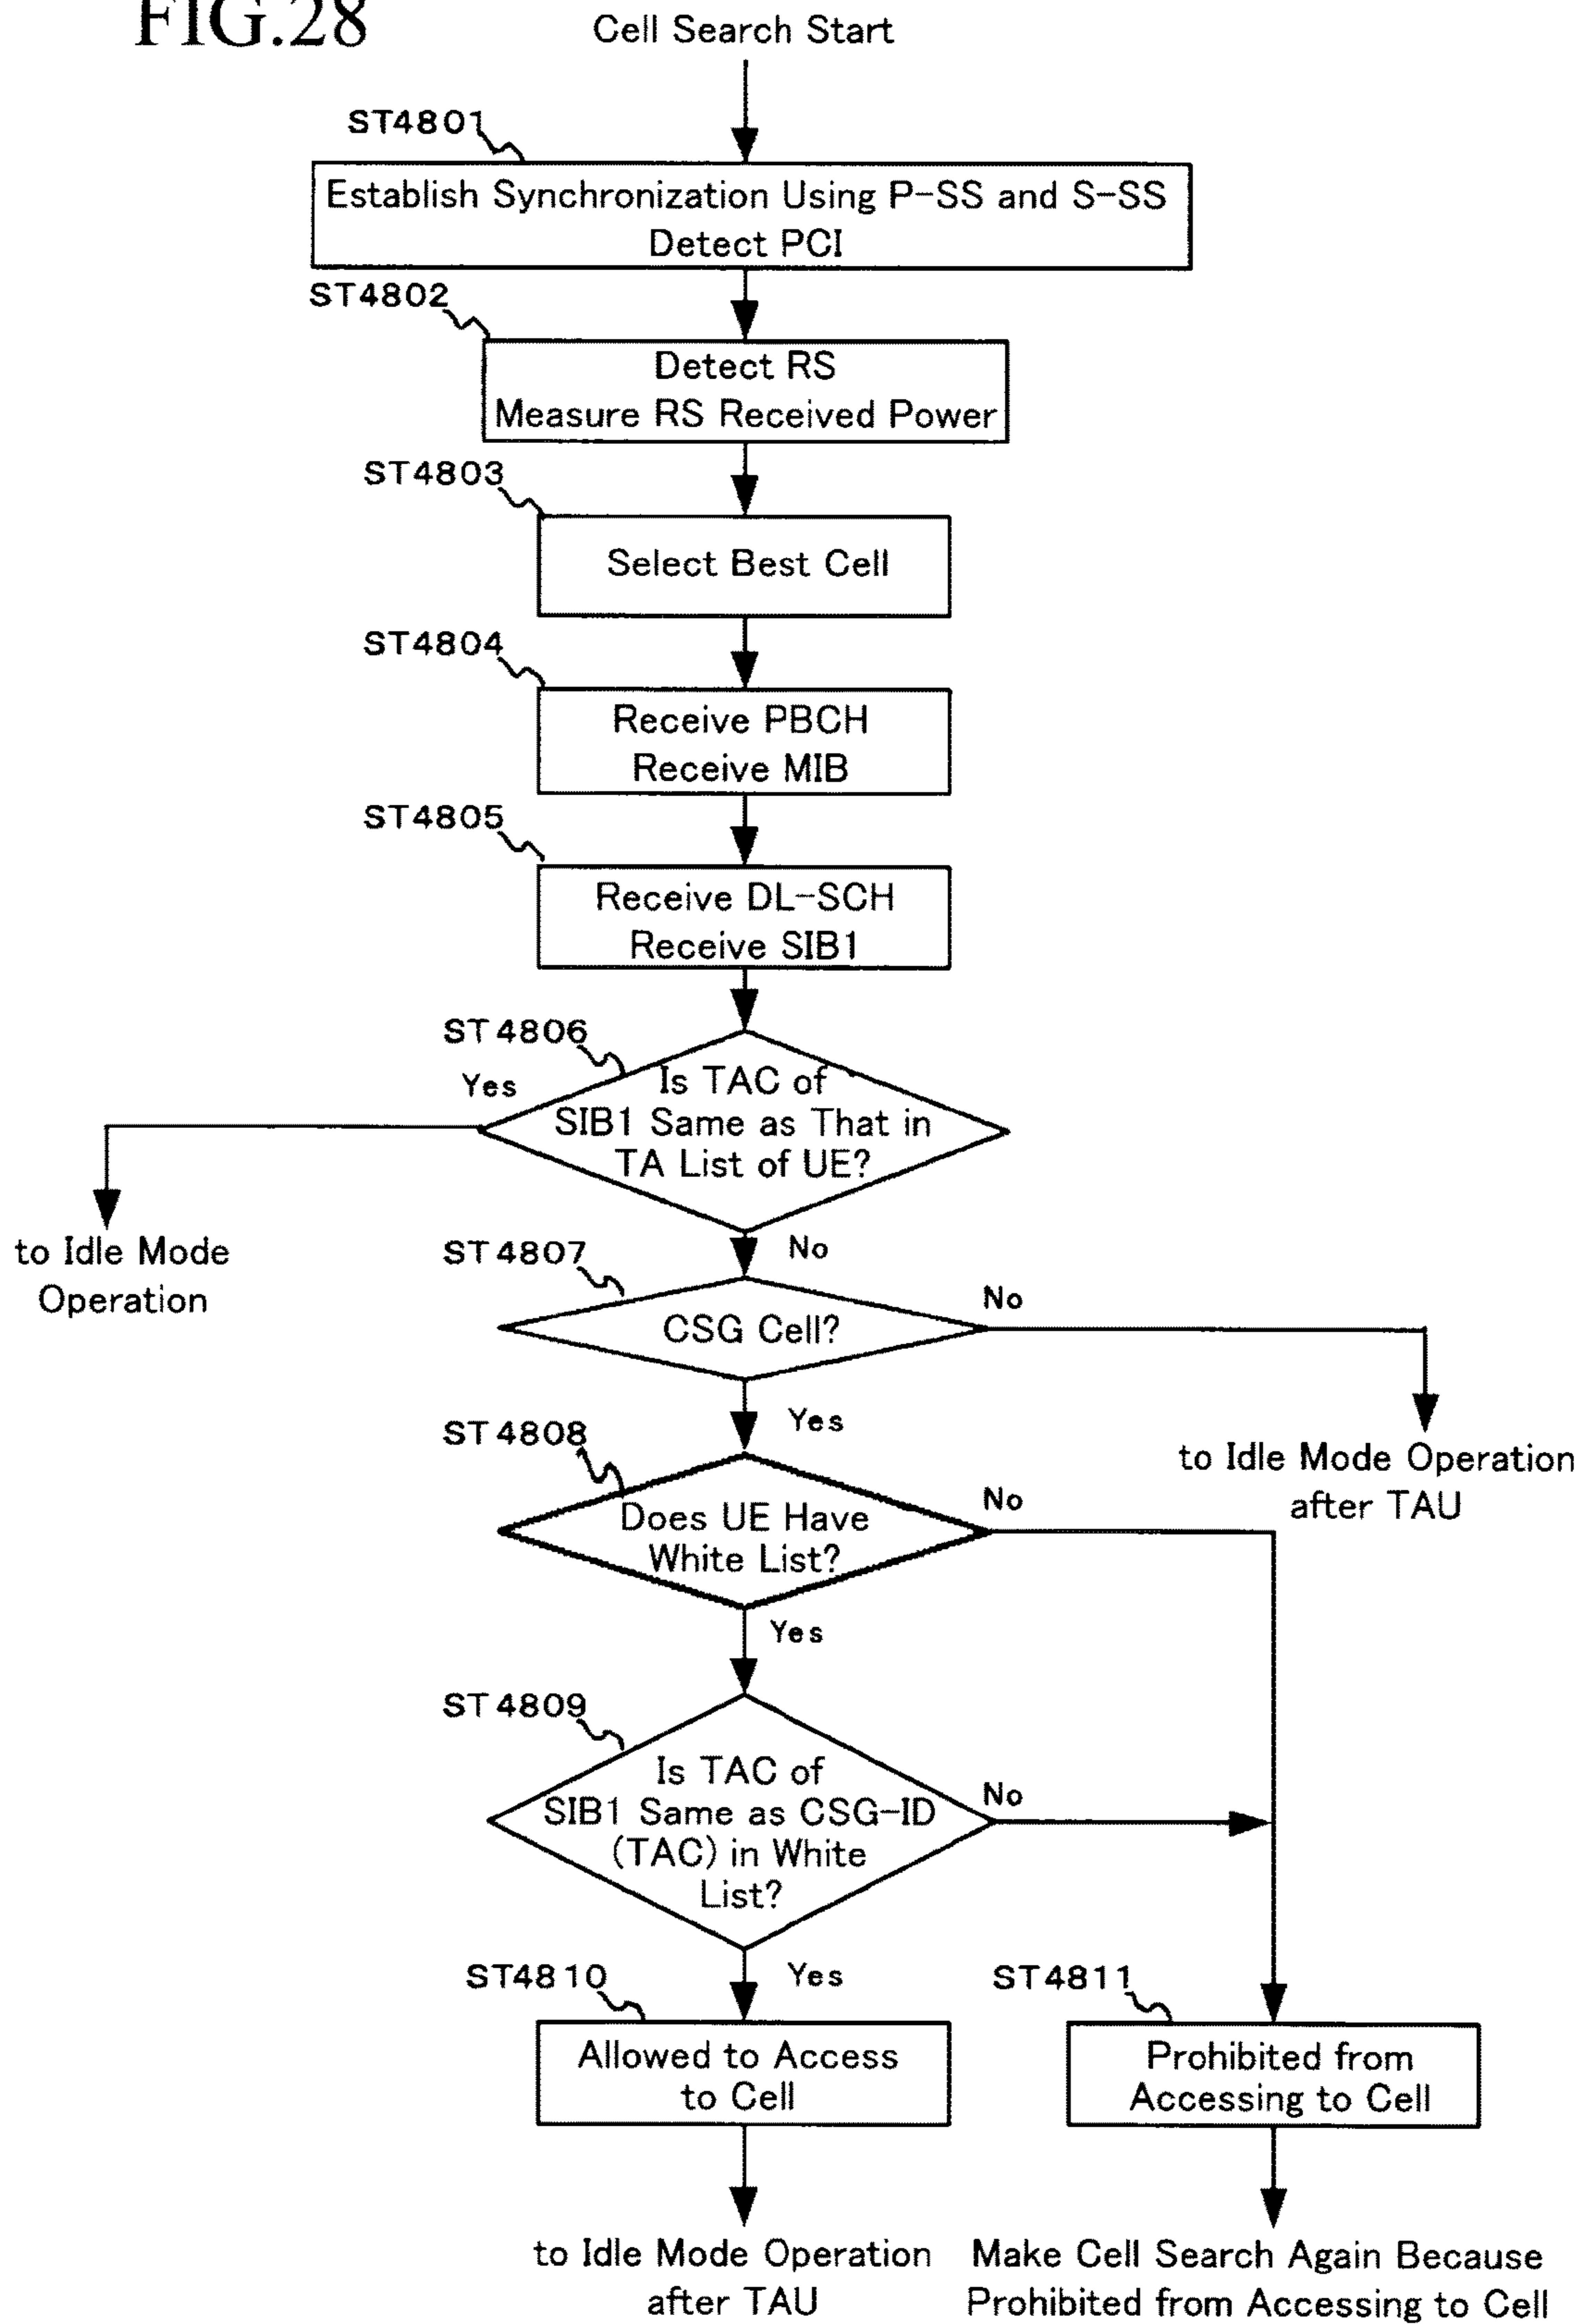 FIG.28
Cell Search Start
ST4801
Establish Synchronization Using P-SS and S-SS
Detect PCI
ST4802
Detect RS
Measure RS Received Power
ST4803
Select Best Cell
ST4804
Receive PBCH
Receive MIB
ST4805
Receive DL-SCH
Receive SIB1
ST4806
Yes
Is TAC of
SIB1 Same as That in
TA List of UE?
to Idle Mode
Operation
No
ST4807
CSG Cell?
No
Yes
to Idle Mode Operation
after TAU
ST4808
Does UE Have
White List?
No
Yes
ST4809
Is TAC of
SIB1 Same as CSG-ID
(TAC) in White
List?
No
Yes
ST4810
Allowed to Access
to Cell
ST4811
Prohibited from
Accessing to Cell
to Idle Mode Operation
after TAU
Make Cell Search Again Because
Prohibited from Accessing to Cell